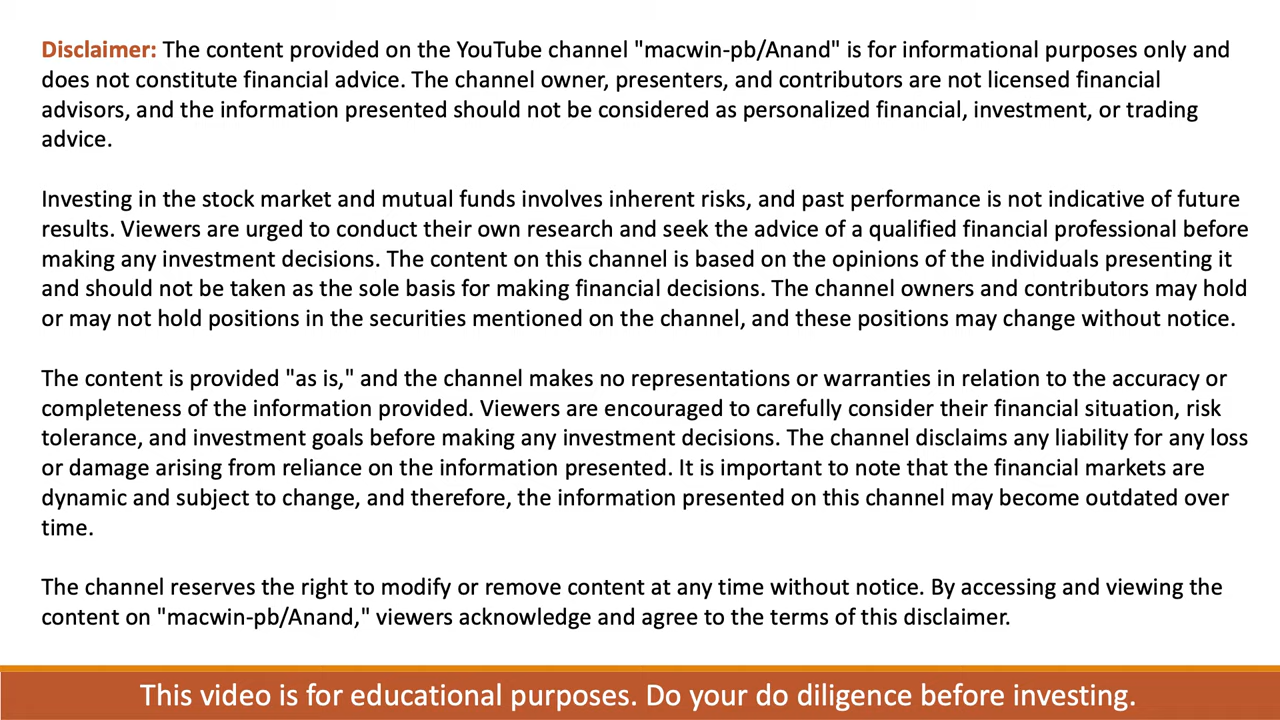 Disclaimer: The content provided on the YouTube channel "macwin-pb/Anand" is for informational purposes only and
does not constitute financial advice. The channel owner, presenters, and contributors are not licensed financial
advisors, and the information presented should not be considered as personalized financial, investment, or trading
advice.
Investing in the stock market and mutual funds involves inherent risks, and past performance is not indicative of future
results. Viewers are urged to conduct their own research and seek the advice of a qualified financial professional before
making any investment decisions. The content on this channel is based on the opinions of the individuals presenting it
and should not be taken as the sole basis for making financial decisions. The channel owners and contributors may hold
or may not hold positions in the securities mentioned on the channel, and these positions may change without notice.
The content is provided "as is," and the channel makes no representations or warranties in relation to the accuracy or
completeness of the information provided. Viewers are encouraged to carefully consider their financial situation, risk
tolerance, and investment goals before making any investment decisions. The channel disclaims any liability for any loss
or damage arising from reliance on the information presented. It is important to note that the financial markets are
dynamic and subject to change, and therefore, the information presented on this channel may become outdated over
time.
The channel reserves the right to modify or remove content at any time without notice. By accessing and viewing the
content on "macwin-pb/Anand," viewers acknowledge and agree to the terms of this disclaimer.
This video is for educational purposes. Do your do diligence before investing.